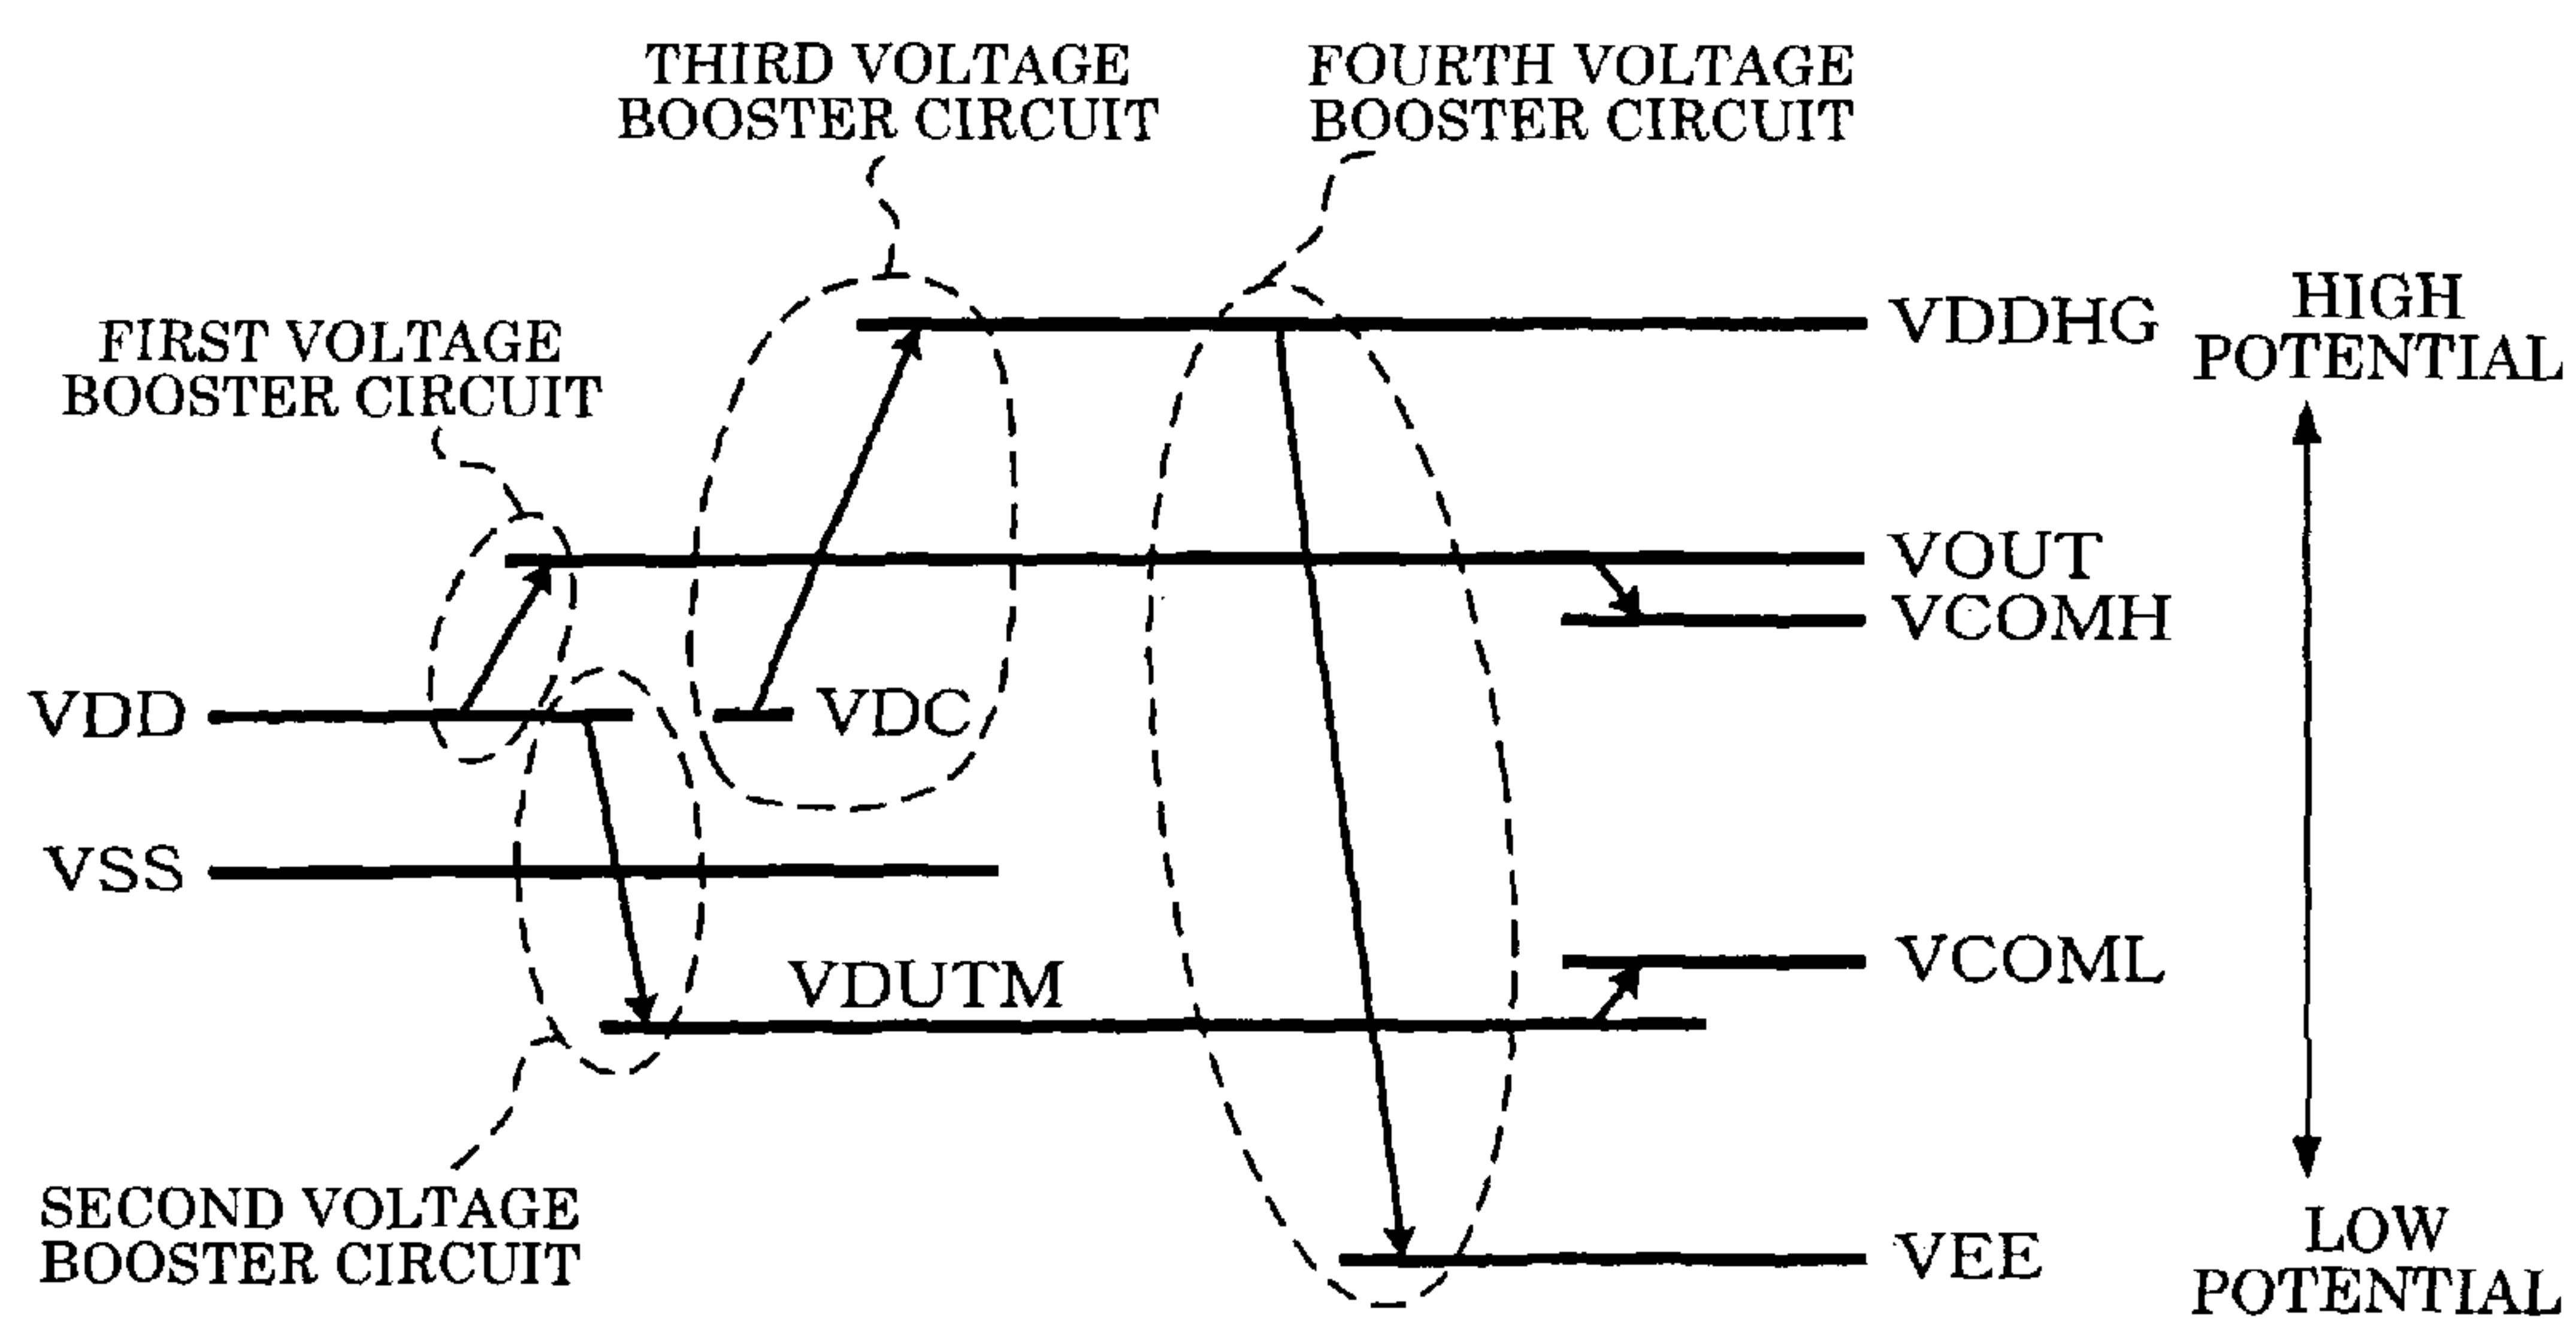 THIRD VOLTAGE
BOOSTER CIRCUIT
FOURTH VOLTAGE
BOOSTER CIRCUIT
FIRST VOLTAGE
BOOSTER CIRCUIT
VDDHG
HIGH
POTENTIAL
VOUT
VCOMH
VDD
VDC
VSS
VCOML
VDUTM
SECOND VOLTAGE
BOOSTER CIRCUIT
VEE
LOW
POTENTIAL